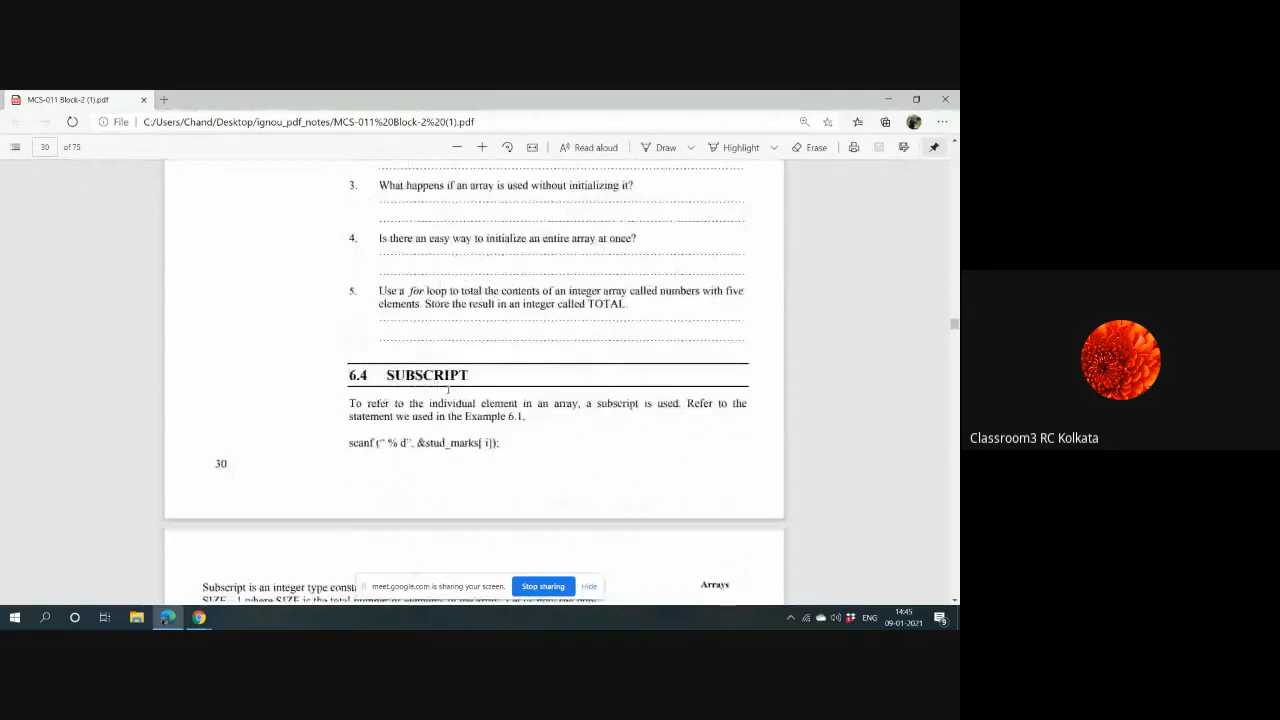 MCS-011 Block-2 (1).pdf
File
C:/Users/Chand/Desktop/ignou_pdf_notes/MCS-011%20Block-2%20(1).pdf
30 of 75
Read aloud
Draw
Highlight
Erase
3. What happens if an array is used without initializing it?
4. Is there an easy way to initialize an entire array at once?
5. Use a for loop to total the contents of an integer array called numbers with five
elements. Store the result in an integer called TOTAL.
6.4 SUBSCRIPT
To refer to the individual element in an array, a subscript is used. Refer to the
statement we used in the Example 6.1.
scanf (“ % d”, &stud_marks[ i]);
30
Classroom3 RC Kolkata
Subscript is an integer type
Arrays
meet.google.com is sharing your screen.
Stop sharing
Hide
ENG
14:45
09-01-2021